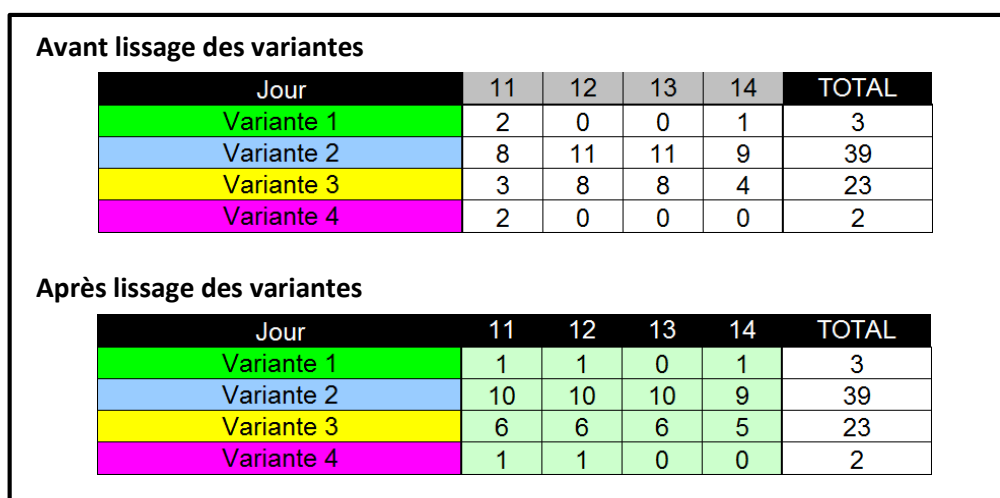 Avant lissage des variantes
Jour 11 12 13 14 TOTAL
Variante 1 2 0 0 1 3
Variante 2 8 11 11 9 39
Variante 3 3 8 8 4 23
Variante 4 2 0 0 0 2
Après lissage des variantes
Jour 11 12 13 14 TOTAL
Variante 1 1 1 0 1 3
Variante 2 10 10 10 9 39
Variante 3 6 6 6 5 23
Variante 4 1 1 0 0 2